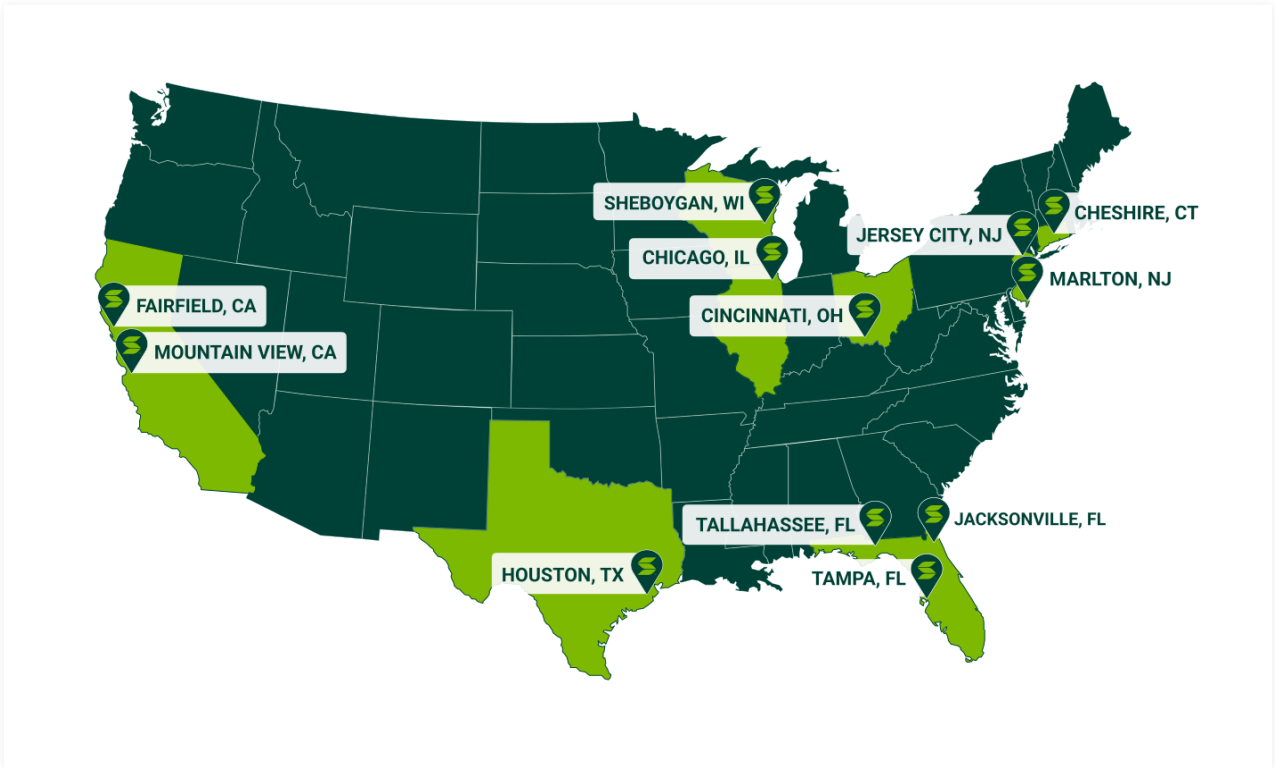 SHEBOYGAN, WI
CHESHIRE, CT
JERSEY CITY, NJ
CHICAGO, IL
MARLTON, NJ
FAIRFIELD, CA
CINCINNATI, OH
MOUNTAIN VIEW, CA
TALLAHASSEE, FL
JACKSONVILLE, FL
HOUSTON, TX
TAMPA, FL